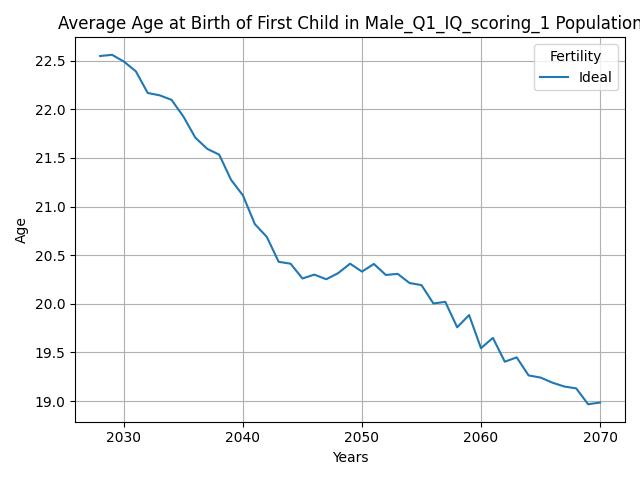 Average Age at Birth of First Child in Male_Q1_IQ_scoring_1 Population
Fertility
Ideal
22.5
22.0
21.5
21.0
20.5
20.0
19.5
19.0
Age
2030 2040 2050 2060 2070
Years